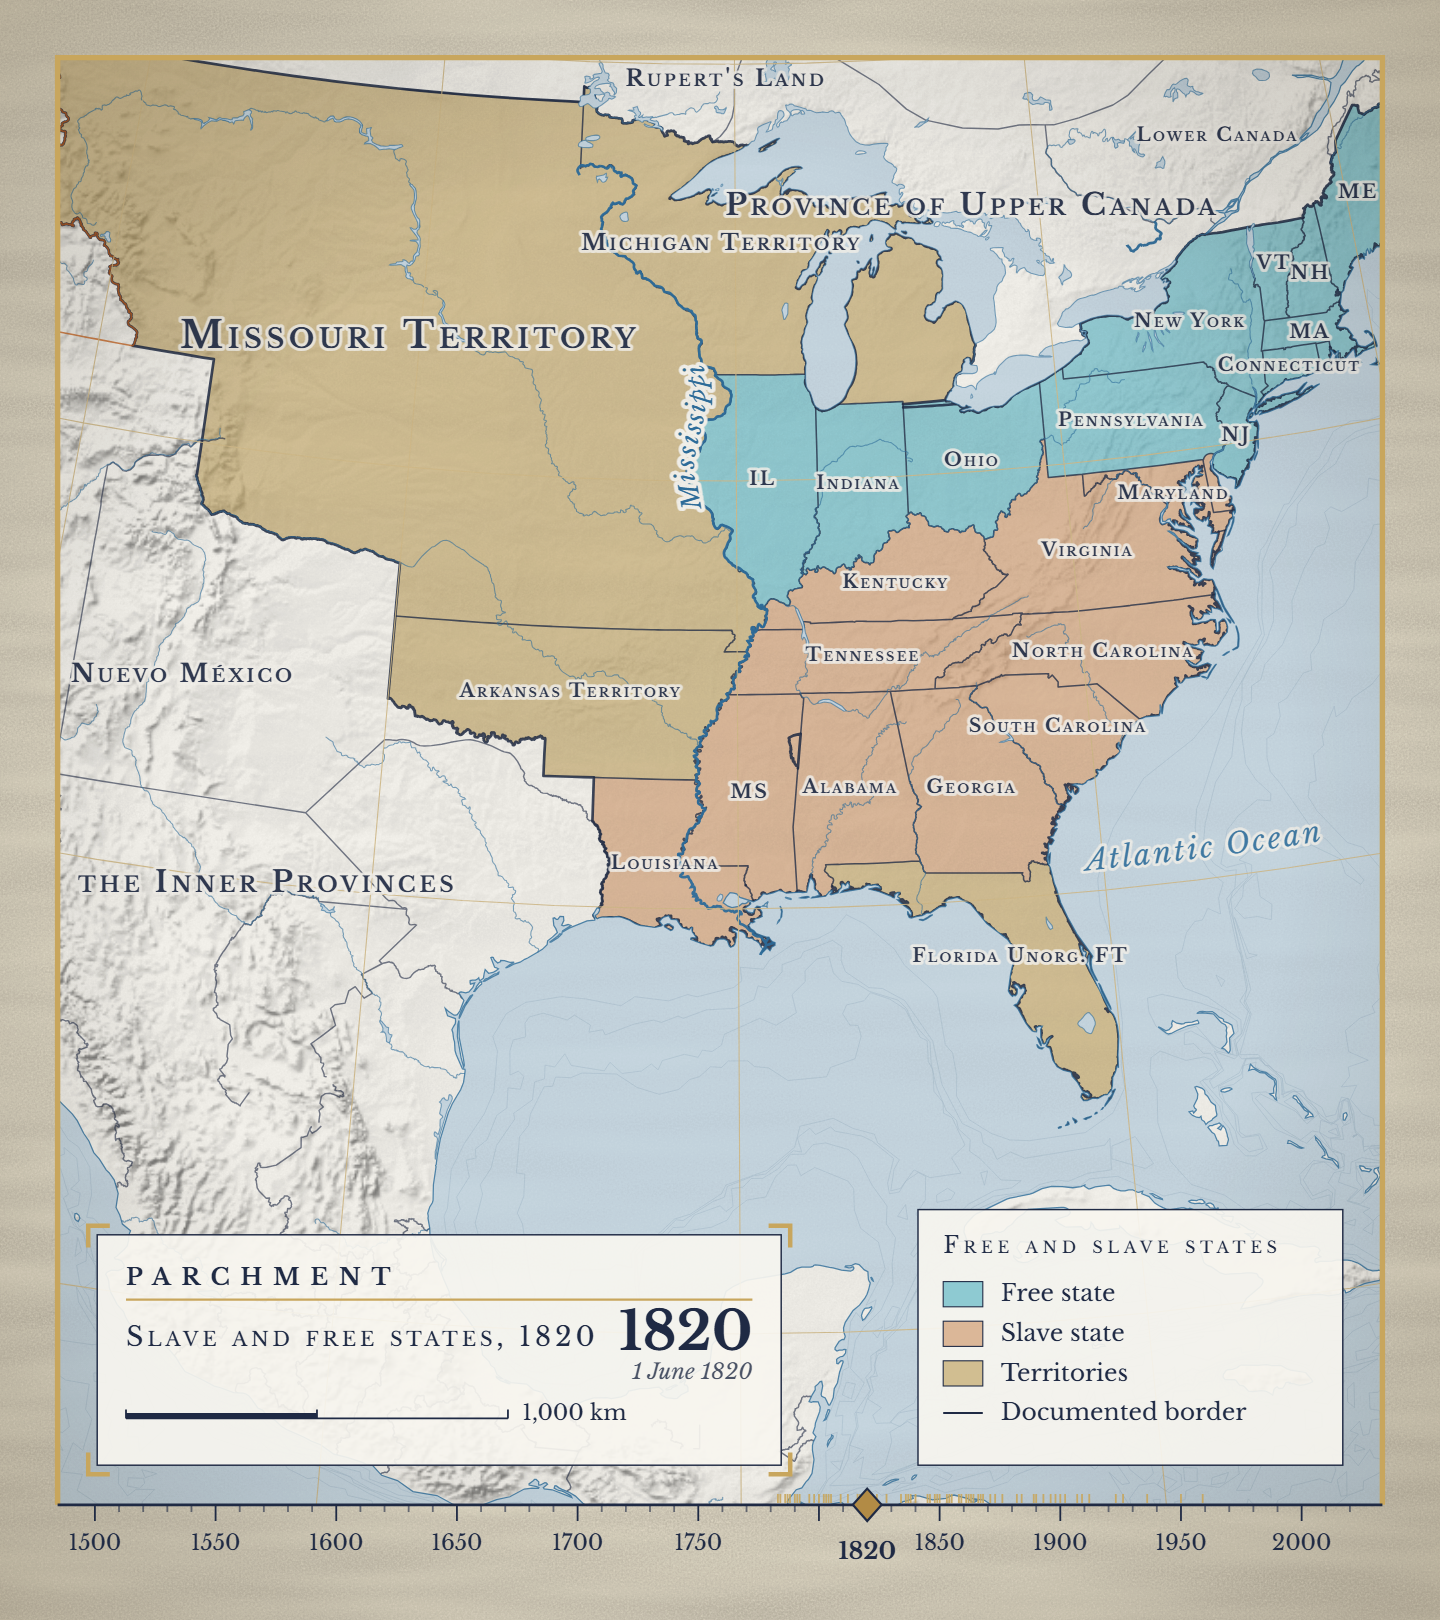 Rupert's Land
Lower Canada
ME
Province of Upper Canada
Michigan Territory
VT
NH
New York
MA
Missouri Territory
Connecticut
Mississippi
Pennsylvania
NJ
Ohio
IL
Indiana
Maryland
Virginia
Kentucky
Nuevo México
Tennessee
North Carolina
Arkansas Territory
South Carolina
MS
Alabama
Georgia
Atlantic Ocean
Louisiana
the Inner Provinces
Florida Unorg. FT
PARCHMENT
Slave and free states, 1820
1820
1 June 1820
1,000 km
Free and slave states
Free state
Slave state
Territories
Documented border
1500 1550 1600 1650 1700 1750 1820 1850 1900 1950 2000